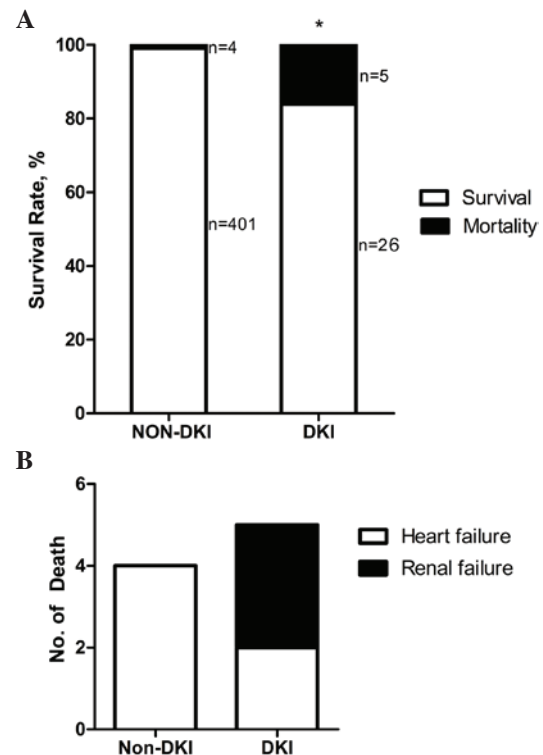 A
*
Survival Rate, %
100
80
60
40
20
0
n=4
n=401
n=5
n=26
NON-DKI
DKI
Survival
Mortality
B
No. of Death
6
4
2
0
Non-DKI
DKI
Heart failure
Renal failure